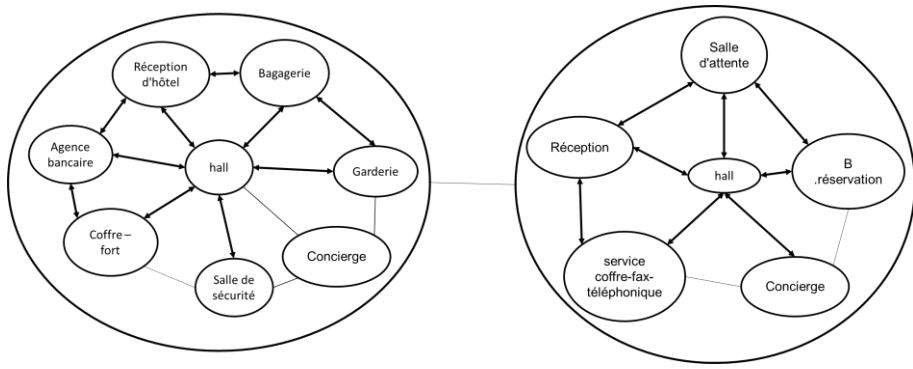 Réception
d'hôtel
Bagagerie
Agence
bancaire
hall
Garderie
Coffre –
fort
Salle de
sécurité
Concierge
Salle
d'attente
Réception
hall
B
.réservation
service
coffre-fax-
téléphonique
Concierge